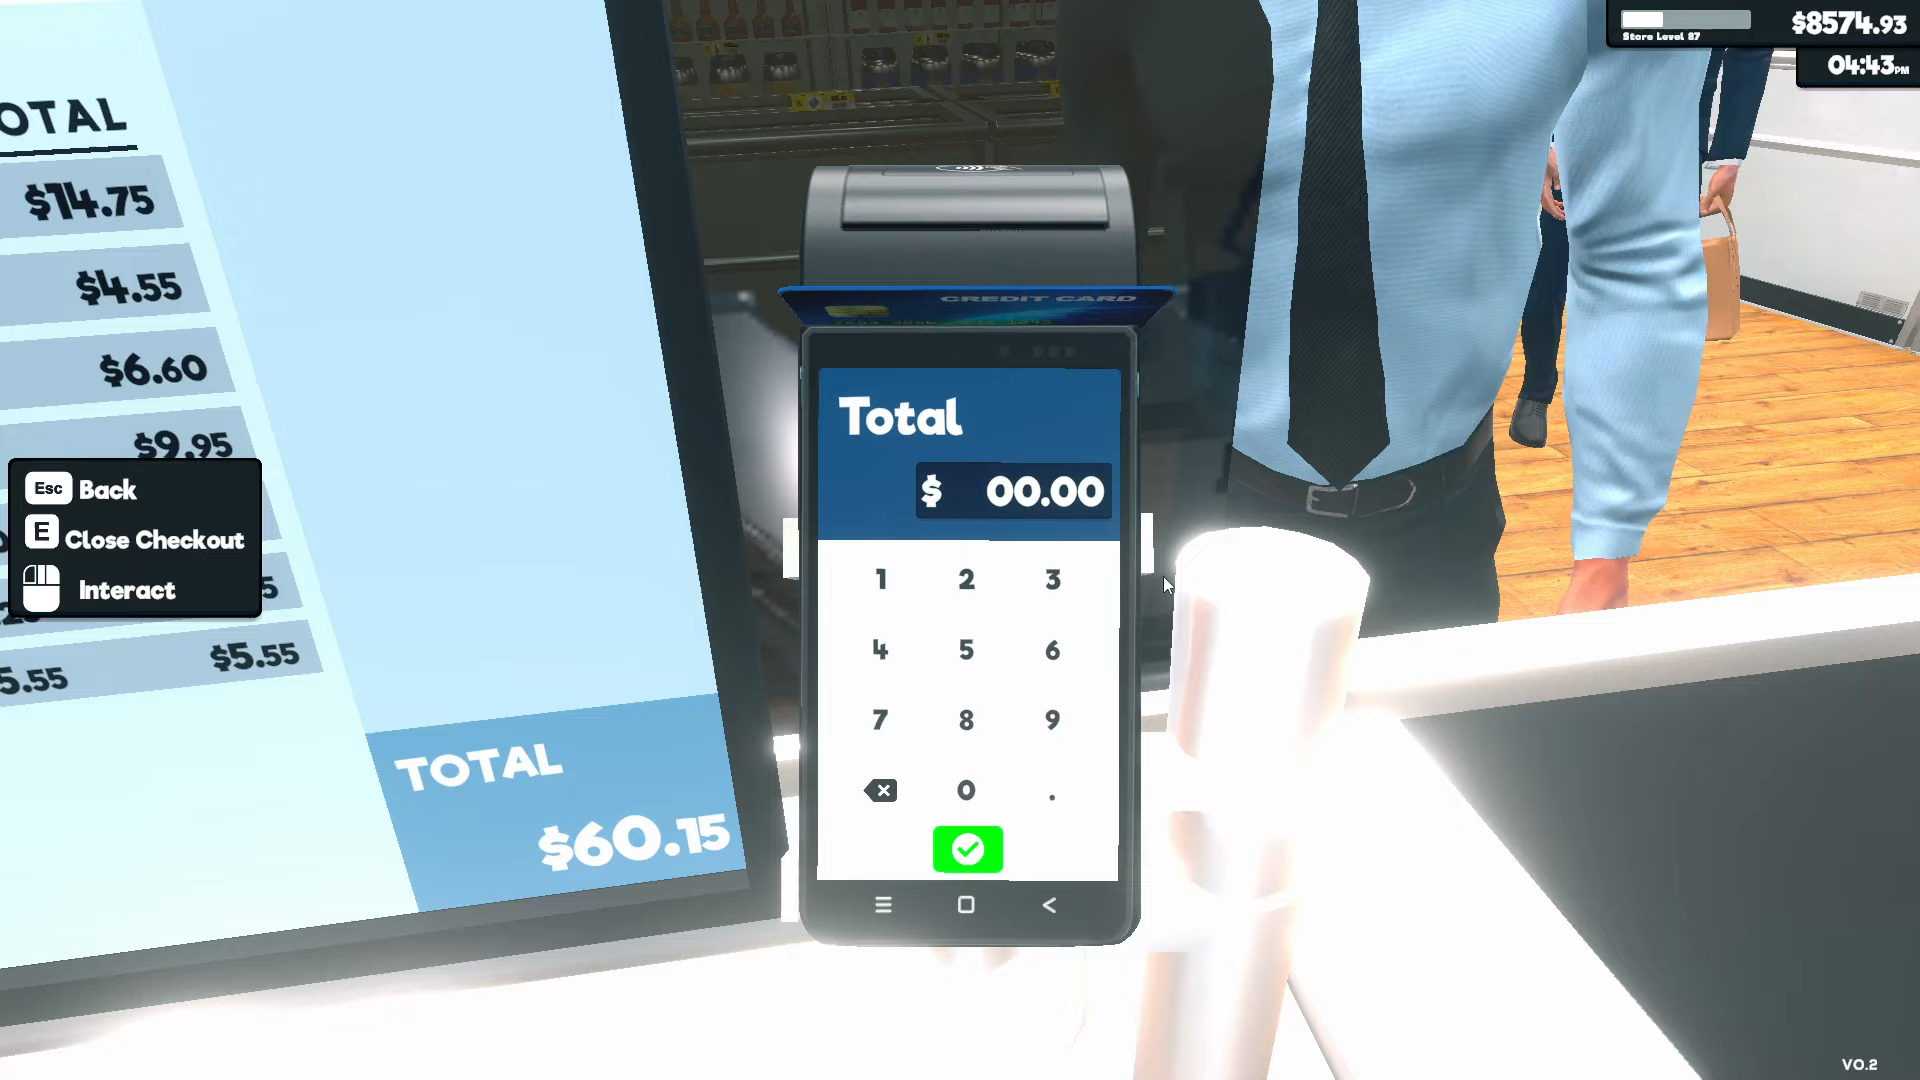 $8574.93
Store Level 87
04:43PM
OTAL
$14.75
$4.55
$6.60
$9.95
5
5.55 $5.55
TOTAL
$60.15
Esc Back
E Close Checkout
Interact
CREDIT CARD
Total
$ 00.00
1 2 3
4 5 6
7 8 9
0 .
V0.2